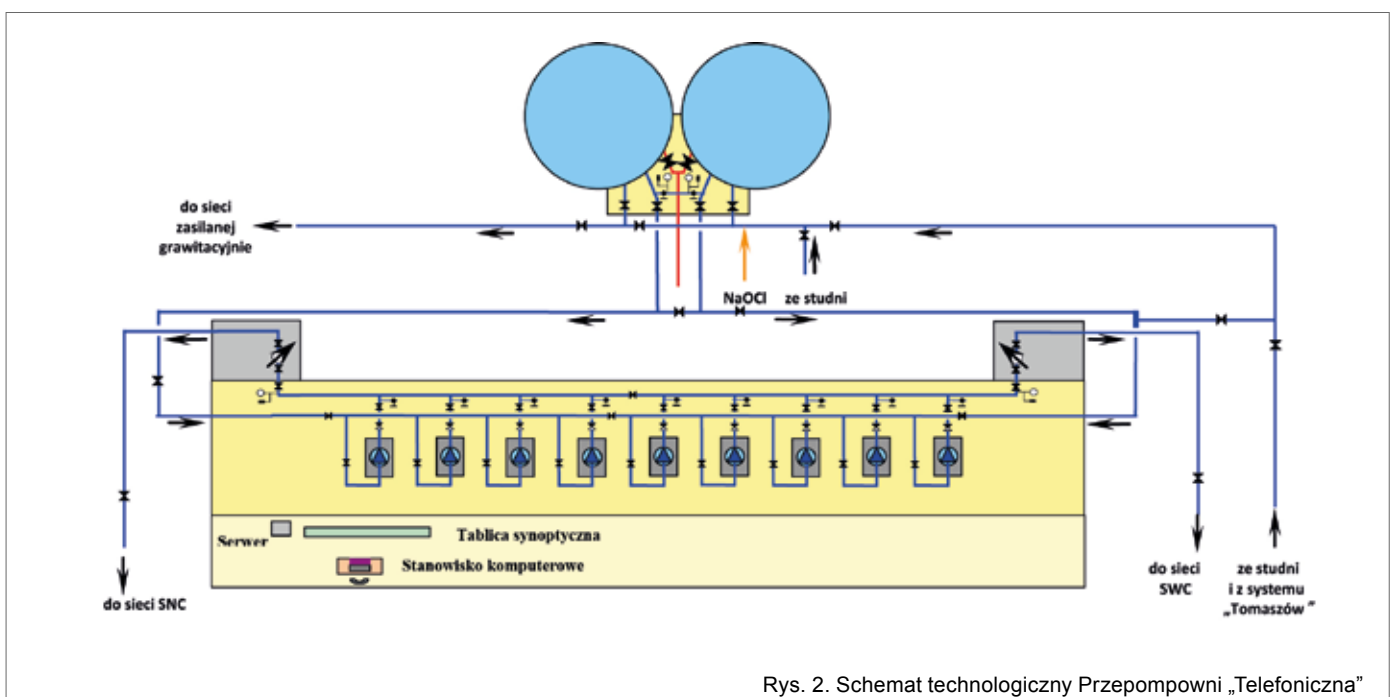 do sieci
zasilanej
grawitacyjnie
NaOCl
ze studni
Serwer
Tablica synoptyczna
Stanowisko komputerowe
do sieci SNC
do sieci
SWC
ze studni
i z systemu
„Tomaszów”
Rys. 2. Schemat technologiczny Przepompowni „Telefoniczna”